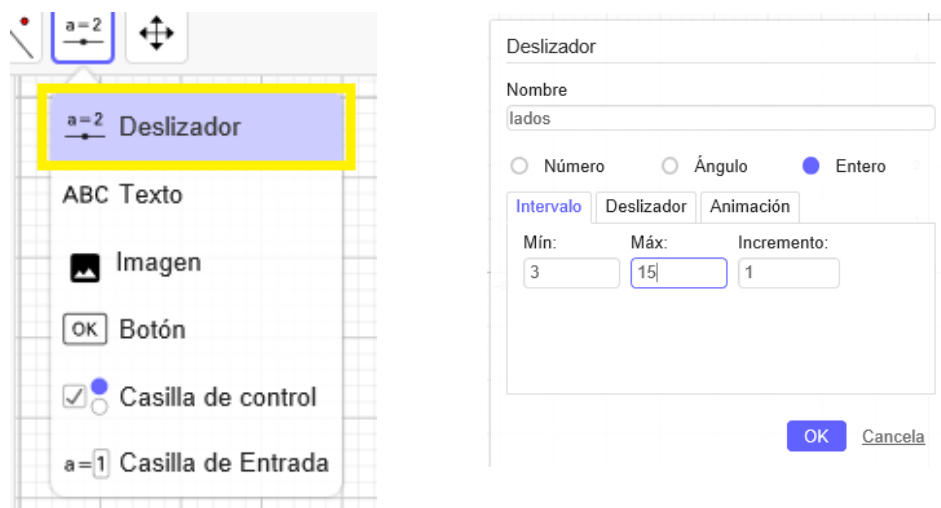 a=2
a=2 Deslizador
ABC Texto
Imagen
OK Botón
Casilla de control
a=1 Casilla de Entrada
Deslizador
Nombre
lados
Número Ángulo Entero
Intervalo Deslizador Animación
Mín: Máx: Incremento:
3 15 1
OK Cancela